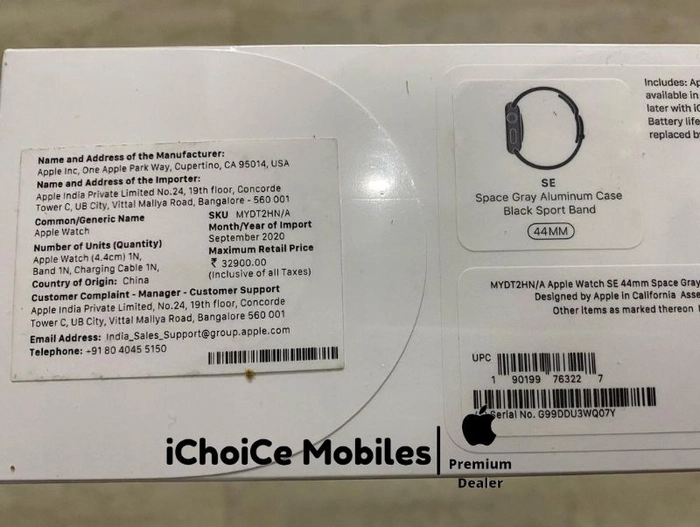 Name and Address of the Manufacturer:
Apple Inc, One Apple Park Way, Cupertino, CA 95014, USA
Name and Address of the Importer:
Apple India Private Limited No.24, 19th floor, Concorde
Tower C, UB City, Vittal Mallya Road, Bangalore - 560 001
Common/Generic Name
Apple Watch
SKU MYDT2HN/A
Month/Year of Import
September 2020
Number of Units (Quantity)
Apple Watch (4.4cm) 1N,
Band 1N, Charging Cable 1N,
Maximum Retail Price
₹ 32900.00
(Inclusive of all Taxes)
Country of Origin: China
Customer Complaint - Manager - Customer Support
Apple India Private Limited, No.24, 19th floor, Concorde
Tower C, UB City, Vittal Mallya Road, Bangalore 560 001
Email Address: India_Sales_Support@group.apple.com
Telephone: +91 80 4045 5150
SE
Space Gray Aluminum Case
Black Sport Band
44MM
Includes: Ap
available in
later with iO
Battery life
replaced b
MYDT2HN/A Apple Watch SE 44mm Space Gray
Designed by Apple in California Asse
Other items as marked thereon
UPC
1 90199 76322 7
Serial No. G99DDU3WQ07Y
iChoiCe Mobiles
Premium
Dealer